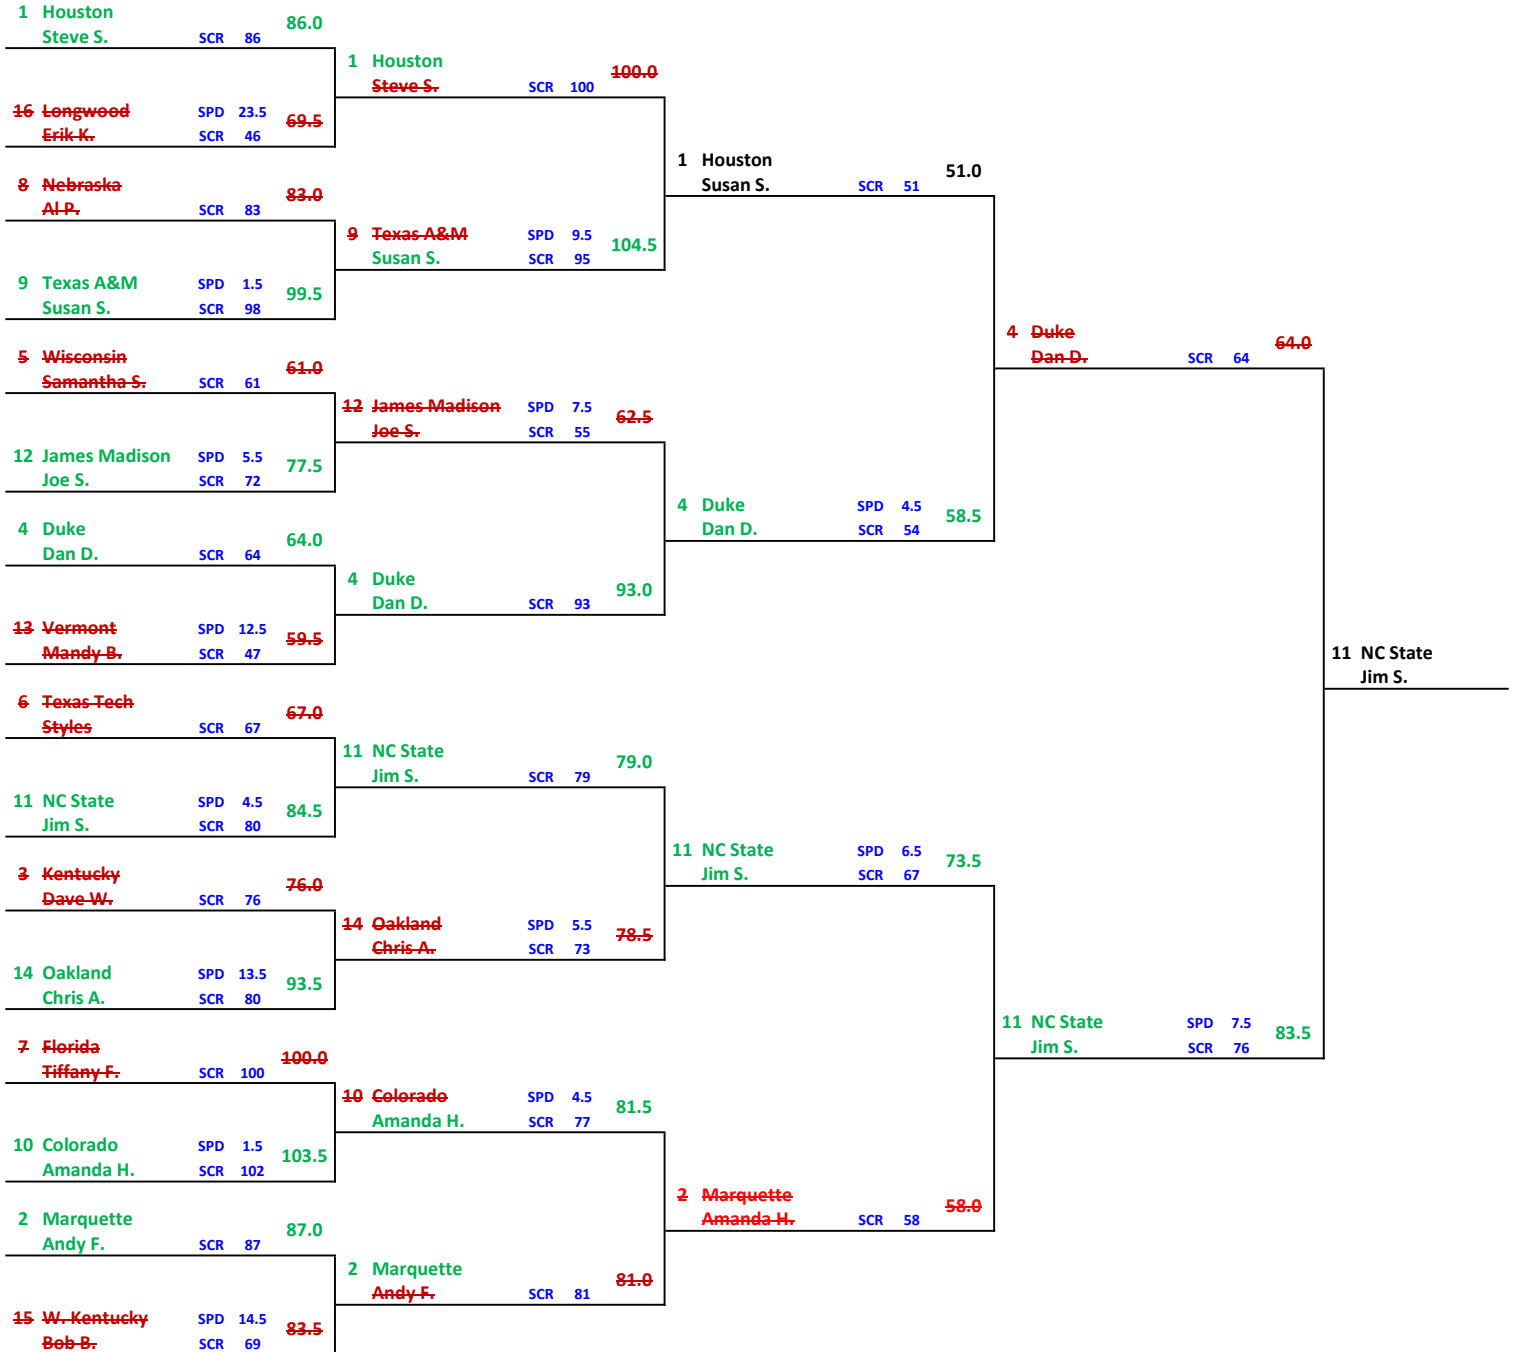 1 Houston 86.0
Steve S. SCR 86
1 Houston 100.0
Steve S. SCR 100
16 Longwood SPD 23.5 69.5
Erik K. SCR 46
1 Houston 51.0
Susan S. SCR 51
8 Nebraska 83.0
Al P. SCR 83
9 Texas A&M SPD 9.5 104.5
Susan S. SCR 95
9 Texas A&M SPD 1.5 99.5
Susan S. SCR 98
4 Duke 64.0
Dan D. SCR 64
5 Wisconsin 61.0
Samantha S. SCR 61
12 James Madison SPD 7.5 62.5
Joe S. SCR 55
12 James Madison SPD 5.5 77.5
Joe S. SCR 72
4 Duke SPD 4.5 58.5
Dan D. SCR 54
4 Duke 64.0
Dan D. SCR 64
4 Duke 93.0
Dan D. SCR 93
13 Vermont SPD 12.5 59.5
Mandy B. SCR 47
11 NC State
Jim S.
6 Texas Tech 67.0
Styles SCR 67
11 NC State 79.0
Jim S. SCR 79
11 NC State SPD 4.5 84.5
Jim S. SCR 80
11 NC State SPD 6.5 73.5
Jim S. SCR 67
3 Kentucky 76.0
Dave W. SCR 76
14 Oakland SPD 5.5 78.5
Chris A. SCR 73
14 Oakland SPD 13.5 93.5
Chris A. SCR 80
11 NC State SPD 7.5 83.5
Jim S. SCR 76
7 Florida 100.0
Tiffany F. SCR 100
10 Colorado SPD 4.5 81.5
Amanda H. SCR 77
10 Colorado SPD 1.5 103.5
Amanda H. SCR 102
2 Marquette 58.0
Amanda H. SCR 58
2 Marquette 87.0
Andy F. SCR 87
2 Marquette 81.0
Andy F. SCR 81
15 W. Kentucky SPD 14.5 83.5
Bob B. SCR 69